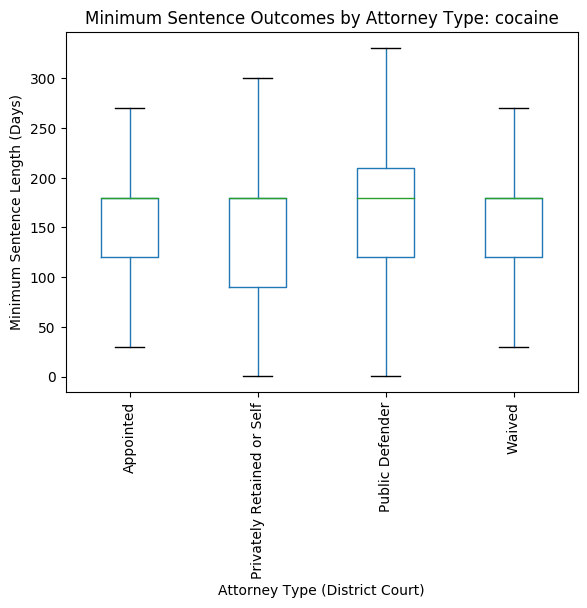 Minimum Sentence Outcomes by Attorney Type: cocaine
Minimum Sentence Length (Days)
300
250
200
150
100
50
0
Appointed
Privately Retained or Self
Public Defender
Waived
Attorney Type (District Court)